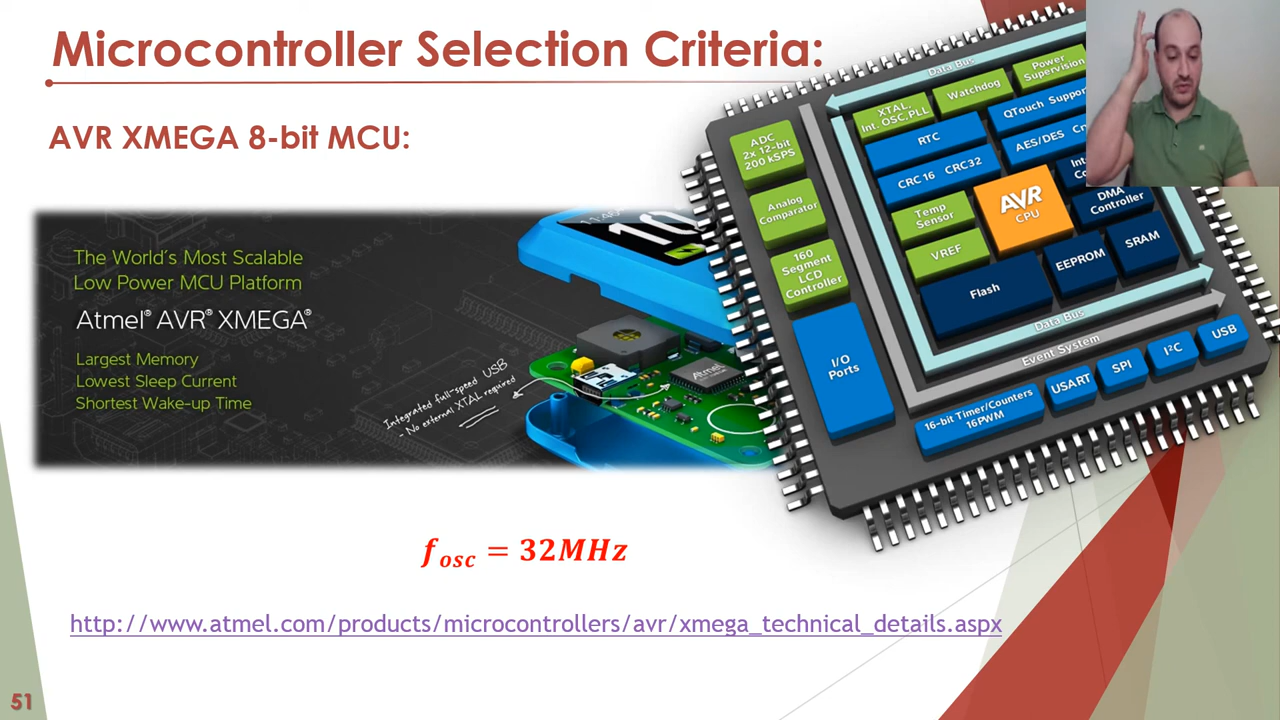 Microcontroller Selection Criteria:
AVR XMEGA 8-bit MCU:
The World's Most Scalable
Low Power MCU Platform
Atmel® AVR® XMEGA®
Largest Memory
Lowest Sleep Current
Shortest Wake-up Time
Integrated full-speed USB
- No external XTAL required
Atmel
Data Bus
Power
Supervision
Watchdog
XTAL,
Int. OSC,PLL
QTouch Suppor
RTC
AES/DES
CRC16 CRC32
ADC
2x 12-bit
200 kSPS
Analog
Comparator
160
Segment
LCD
Controller
Temp
Sensor
VREF
AVR
CPU
DMA
Controller
Flash
EEPROM
SRAM
Data Bus
Event System
I/O
Ports
16-bit Timer/Counters
16PWM
USART
SPI
I²C
USB
f osc = 32MHz
http://www.atmel.com/products/microcontrollers/avr/xmega_technical_details.aspx
51